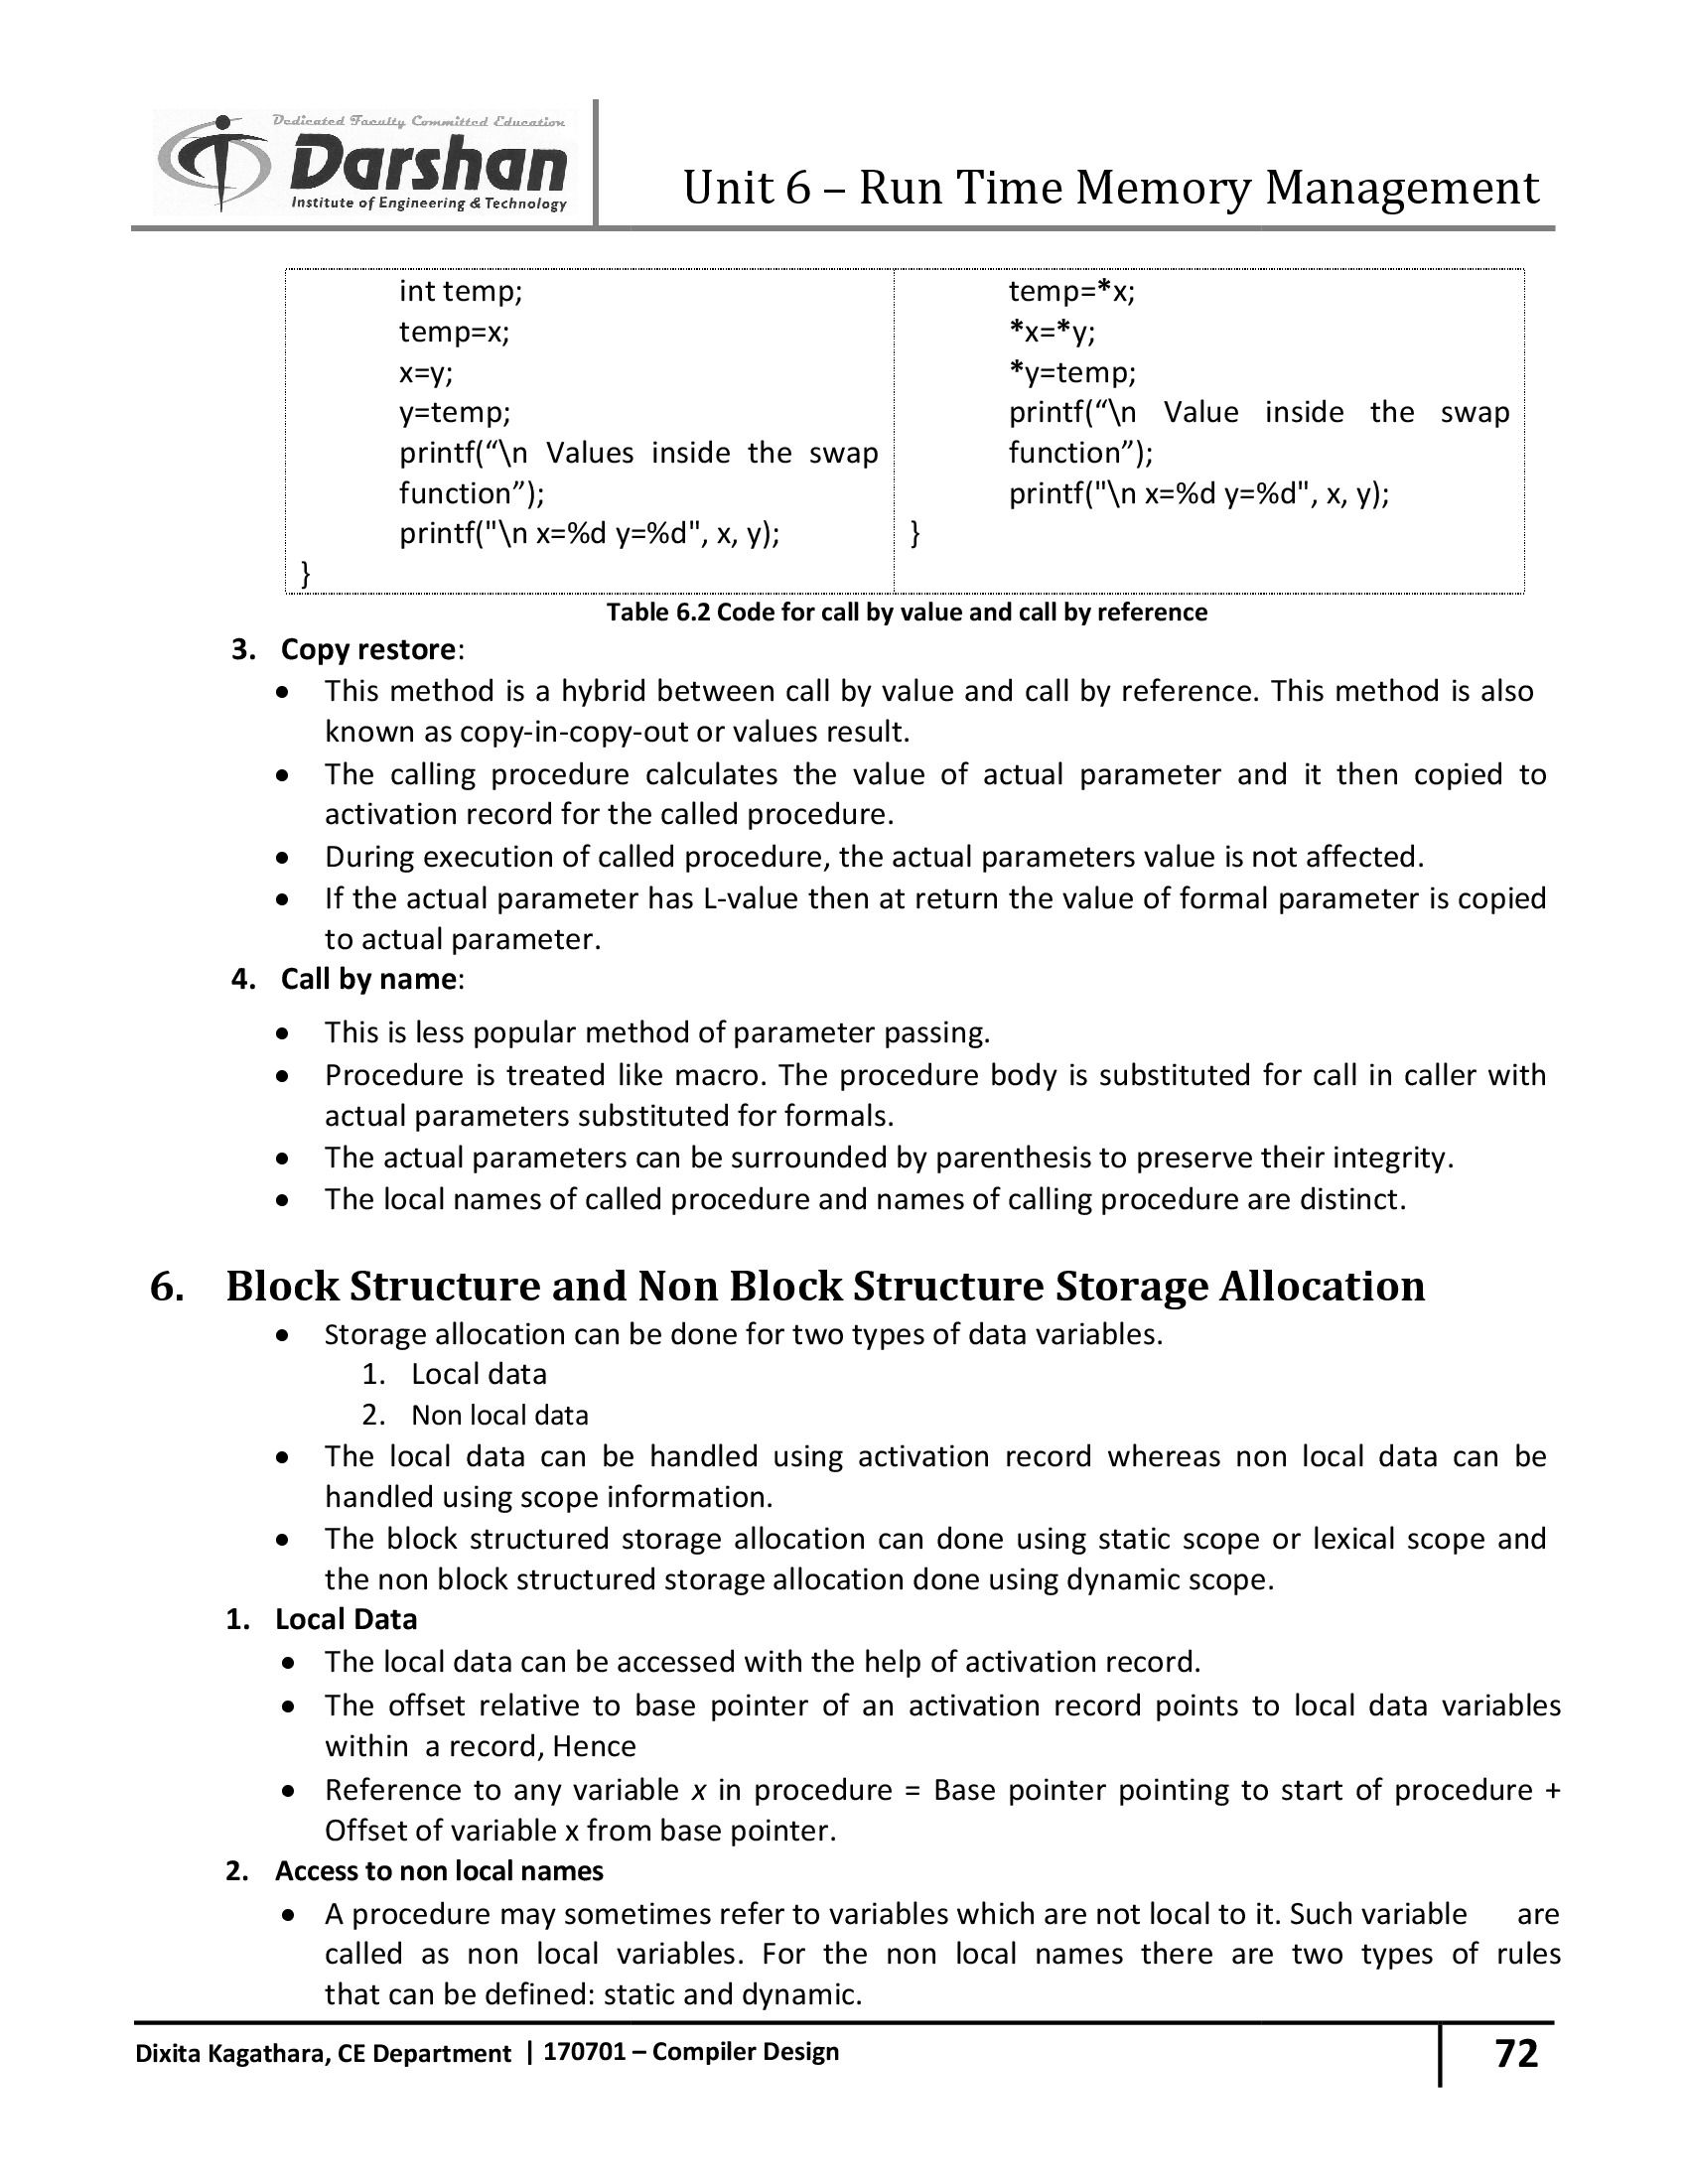 Dedicated Faculty Committed Education
Darshan
Institute of Engineering & Technology
Unit 6 – Run Time Memory Management
int temp;
temp=x;
x=y;
y=temp;
printf(“\n Values inside the swap
function”);
printf("\n x=%d y=%d", x, y);
}
temp=*x;
*x=*y;
*y=temp;
printf(“\n Value inside the swap
function”);
printf("\n x=%d y=%d", x, y);
}
Table 6.2 Code for call by value and call by reference
3. Copy restore:
• This method is a hybrid between call by value and call by reference. This method is also
known as copy-in-copy-out or values result.
• The calling procedure calculates the value of actual parameter and it then copied to
activation record for the called procedure.
• During execution of called procedure, the actual parameters value is not affected.
• If the actual parameter has L-value then at return the value of formal parameter is copied
to actual parameter.
4. Call by name:
• This is less popular method of parameter passing.
• Procedure is treated like macro. The procedure body is substituted for call in caller with
actual parameters substituted for formals.
• The actual parameters can be surrounded by parenthesis to preserve their integrity.
• The local names of called procedure and names of calling procedure are distinct.
6. Block Structure and Non Block Structure Storage Allocation
• Storage allocation can be done for two types of data variables.
1. Local data
2. Non local data
• The local data can be handled using activation record whereas non local data can be
handled using scope information.
• The block structured storage allocation can done using static scope or lexical scope and
the non block structured storage allocation done using dynamic scope.
1. Local Data
• The local data can be accessed with the help of activation record.
• The offset relative to base pointer of an activation record points to local data variables
within a record, Hence
• Reference to any variable x in procedure = Base pointer pointing to start of procedure +
Offset of variable x from base pointer.
2. Access to non local names
• A procedure may sometimes refer to variables which are not local to it. Such variable are
called as non local variables. For the non local names there are two types of rules
that can be defined: static and dynamic.
Dixita Kagathara, CE Department | 170701 – Compiler Design
72